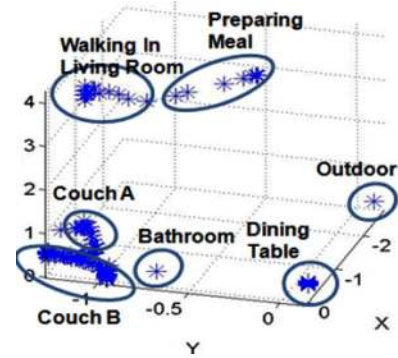 Preparing
Meal
Walking In
Living Room
4
3
2
1
0
Outdoor
Couch A
Bathroom
Dining
Table
Couch B
-1
-0.5
0
0
-1
-2
X
Y